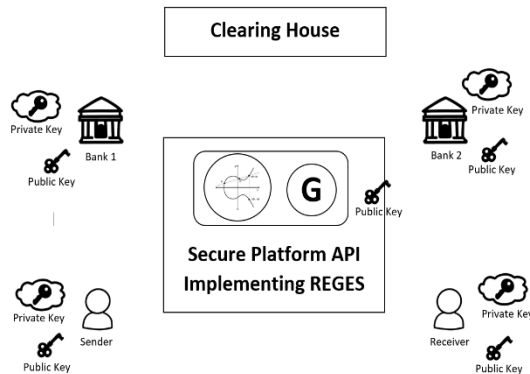 Clearing House
Private Key
Bank 1
Public Key
Private Key
Bank 2
Public Key
G
Public Key
Secure Platform API
Implementing REGES
Private Key
Sender
Public Key
Private Key
Receiver
Public Key